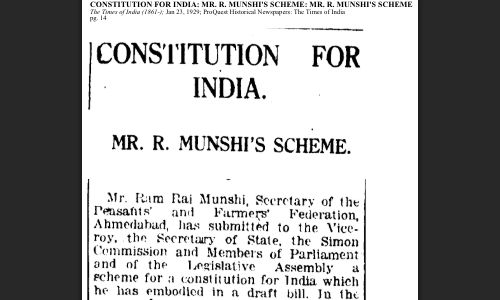 CONSTITUTION FOR INDIA: MR. R. MUNSHI'S SCHEME: MR. R. MUNSHI'S SCHEME
The Times of India (1861-); Jan 23, 1929; ProQuest Historical Newspapers: The Times of India
pg. 14
CONSTITUTION FOR
INDIA.
MR. R. MUNSHI'S SCHEME.
Mr. Ram Rai Munshi, Secretary of the
Peasants' and Farmers' Federation,
Ahmedabad, has submitted to the Vice-
roy, the Secretary of State, the Simon
Commission and Members of Parliament
and of the Legislative Assembly a
scheme for a constitution for India which
he has embodied in a draft bill. In the